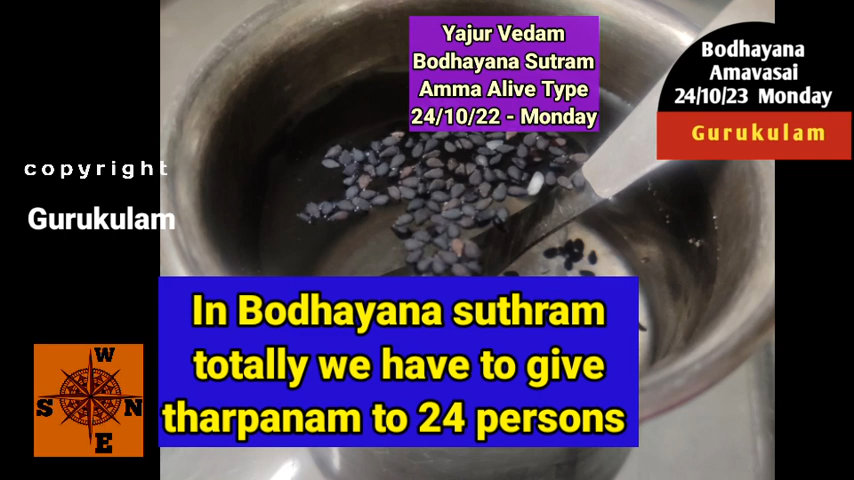 Yajur Vedam
Bodhayana Sutram
Amma Alive Type
24/10/22 - Monday
Bodhayana
Amavasai
24/10/23 Monday
Gurukulam
copyright
Gurukulam
In Bodhayana suthram
totally we have to give
tharpanam to 24 persons
W
S N
E